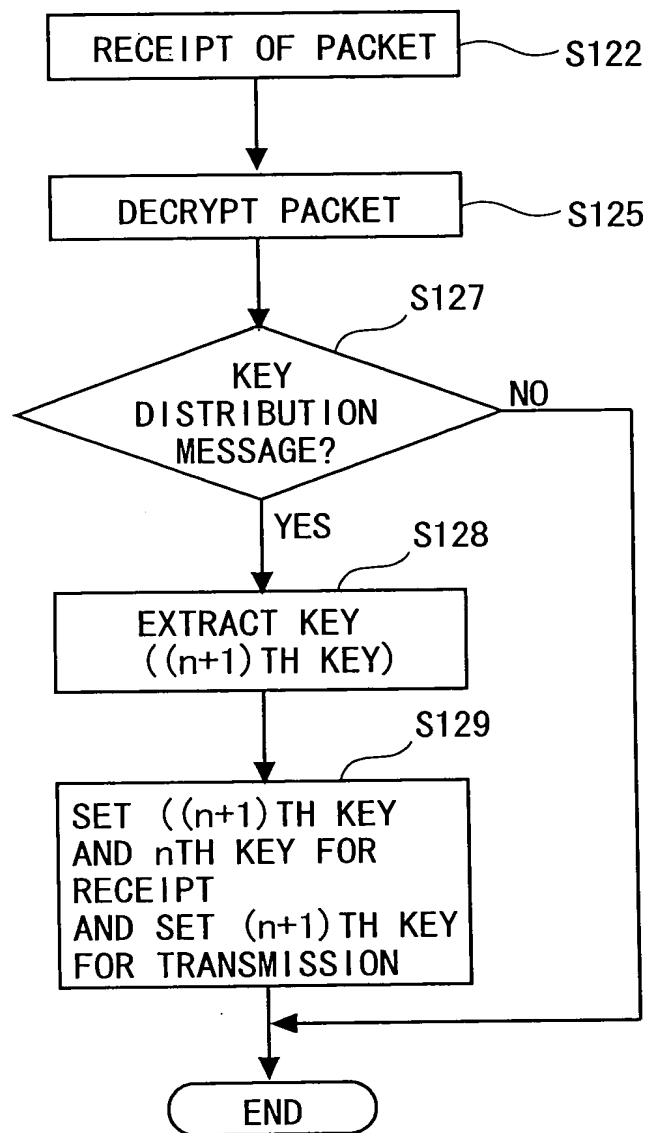 RECEIPT OF PACKET
S122
DECRYPT PACKET
S125
S127
KEY
DISTRIBUTION
MESSAGE?
NO
YES
S128
EXTRACT KEY
((n+1)TH KEY)
S129
SET ((n+1)TH KEY
AND nTH KEY FOR
RECEIPT
AND SET (n+1)TH KEY
FOR TRANSMISSION
END